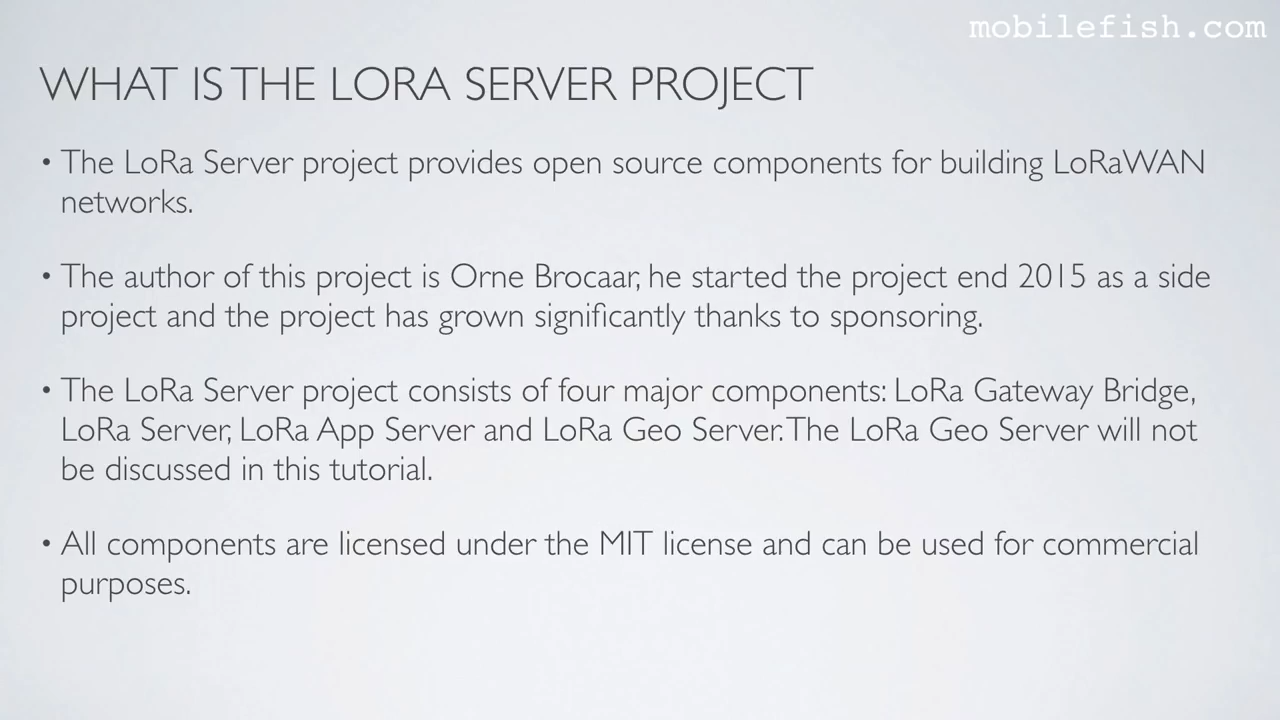 mobilefish.com
WHAT IS THE LORA SERVER PROJECT
• The LoRa Server project provides open source components for building LoRaWAN
networks.
• The author of this project is Orne Brocaar, he started the project end 2015 as a side
project and the project has grown significantly thanks to sponsoring.
• The LoRa Server project consists of four major components: LoRa Gateway Bridge,
LoRa Server, LoRa App Server and LoRa Geo Server. The LoRa Geo Server will not
be discussed in this tutorial.
• All components are licensed under the MIT license and can be used for commercial
purposes.